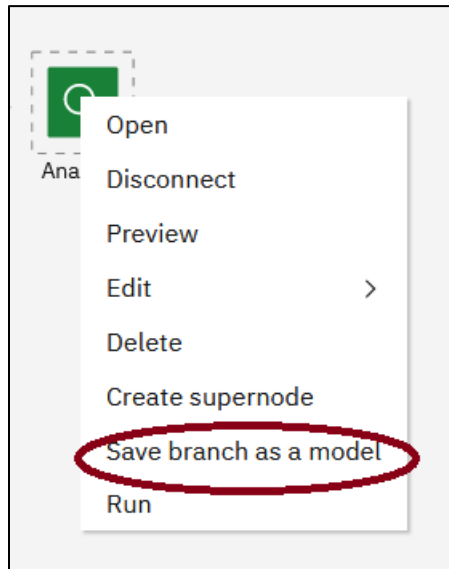 Ana
Open
Disconnect
Preview
Edit
Delete
Create supernode
Save branch as a model
Run